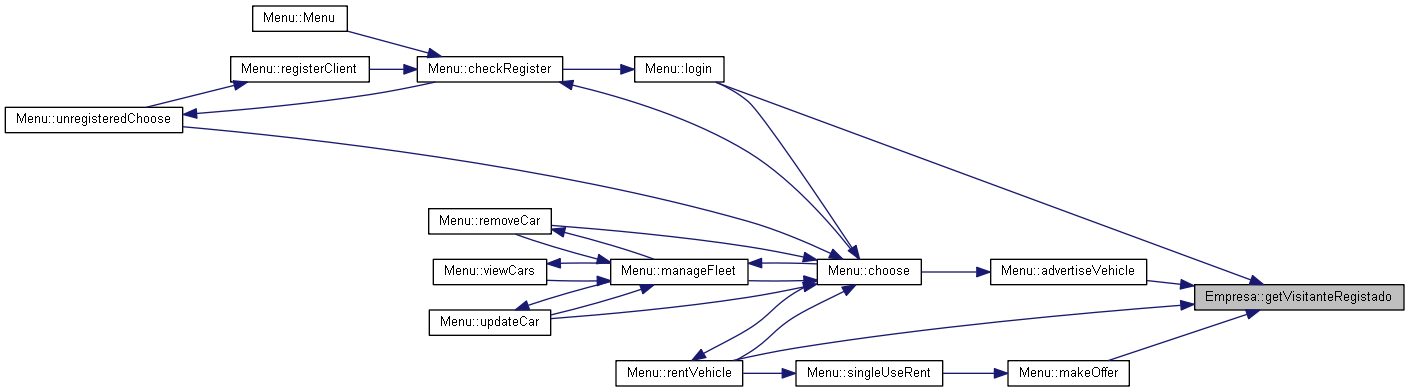 Menu::Menu
Menu::registerClient
Menu::checkRegister
Menu::login
Menu::unregisteredChoose
Menu::removeCar
Menu::viewCars
Menu::manageFleet
Menu::choose
Menu::advertiseVehicle
Empresa::getVisitanteRegistado
Menu::updateCar
Menu::rentVehicle
Menu::singleUseRent
Menu::makeOffer